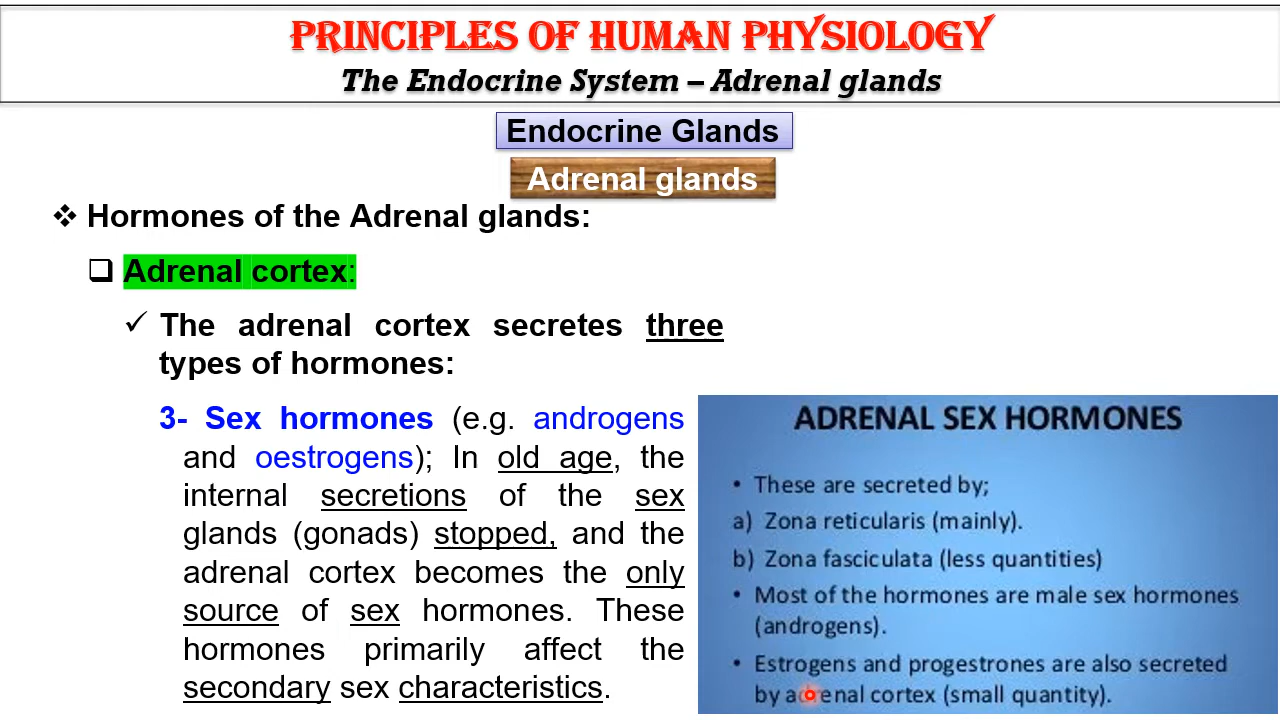 PRINCIPLES OF HUMAN PHYSIOLOGY
The Endocrine System – Adrenal glands
Endocrine Glands
Adrenal glands
❖ Hormones of the Adrenal glands:
❑ Adrenal cortex:
✓ The adrenal cortex secretes three
types of hormones:
3- Sex hormones (e.g. androgens
and oestrogens); In old age, the
internal secretions of the sex
glands (gonads) stopped, and the
adrenal cortex becomes the only
source of sex hormones. These
hormones primarily affect the
secondary sex characteristics.
ADRENAL SEX HORMONES
• These are secreted by;
a) Zona reticularis (mainly).
b) Zona fasciculata (less quantities)
• Most of the hormones are male sex hormones
(androgens).
• Estrogens and progestrones are also secreted
by adrenal cortex (small quantity).